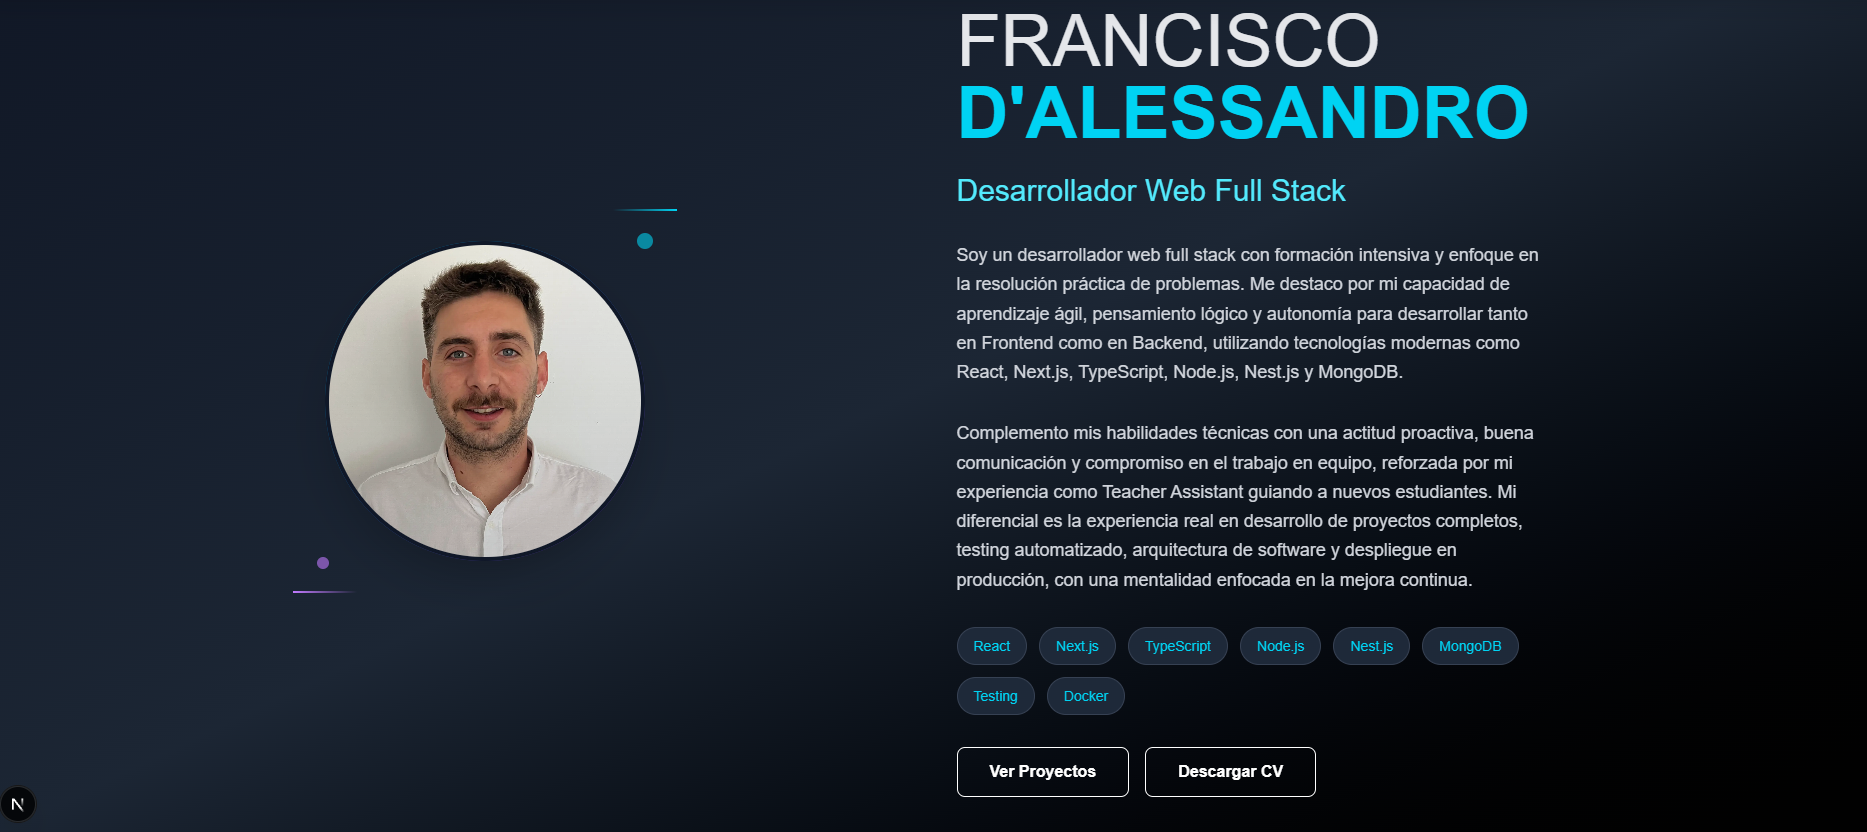 FRANCISCO
D'ALESSANDRO
Desarrollador Web Full Stack
Soy un desarrollador web full stack con formación intensiva y enfoque en
la resolución práctica de problemas. Me destaco por mi capacidad de
aprendizaje ágil, pensamiento lógico y autonomía para desarrollar tanto
en Frontend como en Backend, utilizando tecnologías modernas como
React, Next.js, TypeScript, Node.js, Nest.js y MongoDB.
Complemento mis habilidades técnicas con una actitud proactiva, buena
comunicación y compromiso en el trabajo en equipo, reforzada por mi
experiencia como Teacher Assistant guiando a nuevos estudiantes. Mi
diferencial es la experiencia real en desarrollo de proyectos completos,
testing automatizado, arquitectura de software y despliegue en
producción, con una mentalidad enfocada en la mejora continua.
React Next.js TypeScript Node.js Nest.js MongoDB
Testing Docker
Ver Proyectos Descargar CV
N